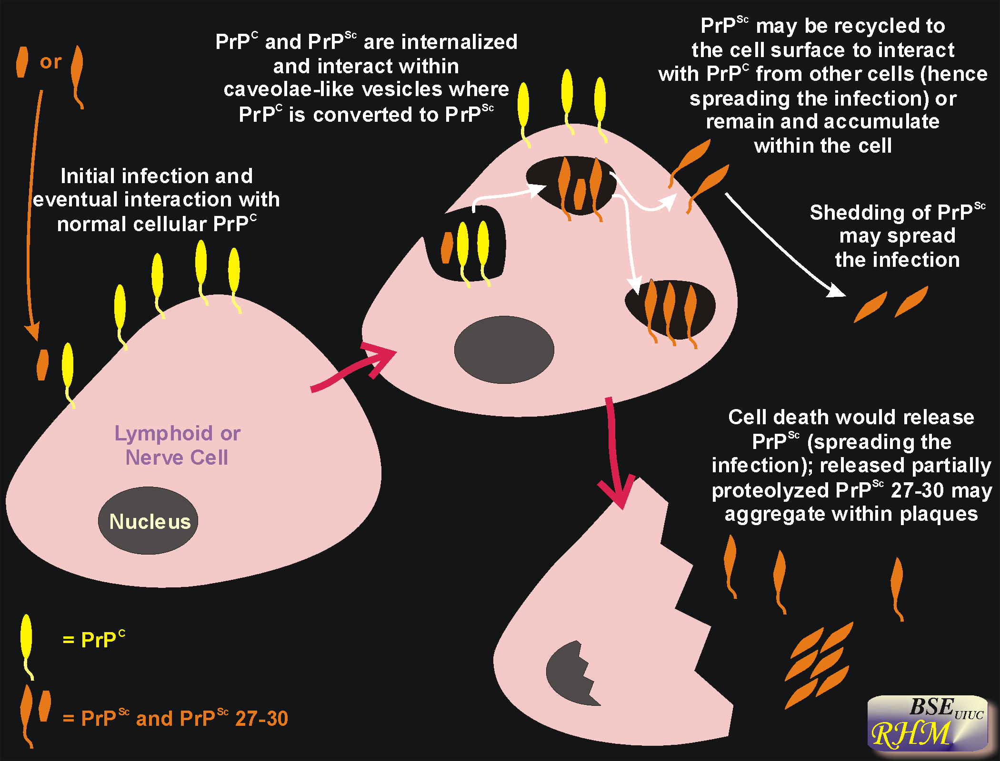 or
PrPC and PrPSc are internalized
and interact within
caveolae-like vesicles where
PrPC is converted to PrPSc
PrPSc may be recycled to
the cell surface to interact
with PrPC from other cells (hence
spreading the infection) or
remain and accumulate
within the cell
Initial infection and
eventual interaction with
normal cellular PrPC
Shedding of PrPSc
may spread
the infection
Lymphoid or
Nerve Cell
Nucleus
Cell death would release
PrPSc (spreading the
infection); released partially
proteolyzed PrPSc 27-30 may
aggregate within plaques
= PrPC
= PrPSc and PrPSc 27-30
BSE UIUC
RHM